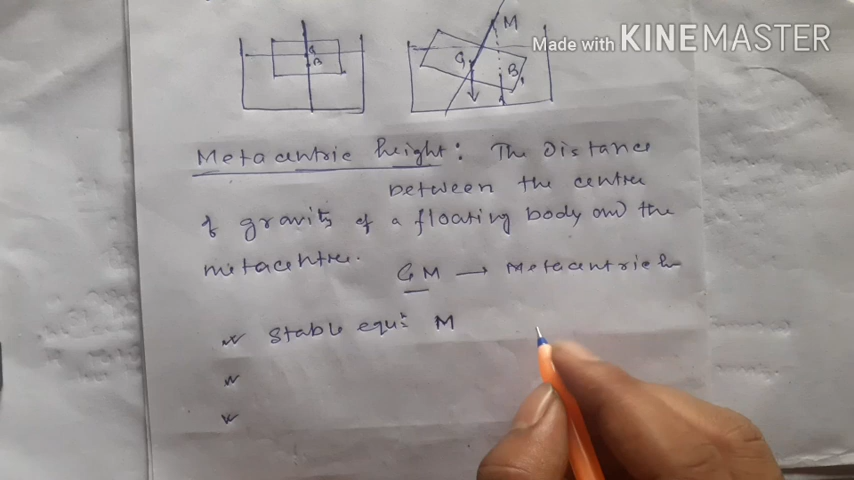 M
Made with KINEMASTER
G
B
G
B1
Metacentric height: The Distance
between the centre
of gravity of a floating body and the
metacentre.
GM → Metacentric h
Stable equi: M